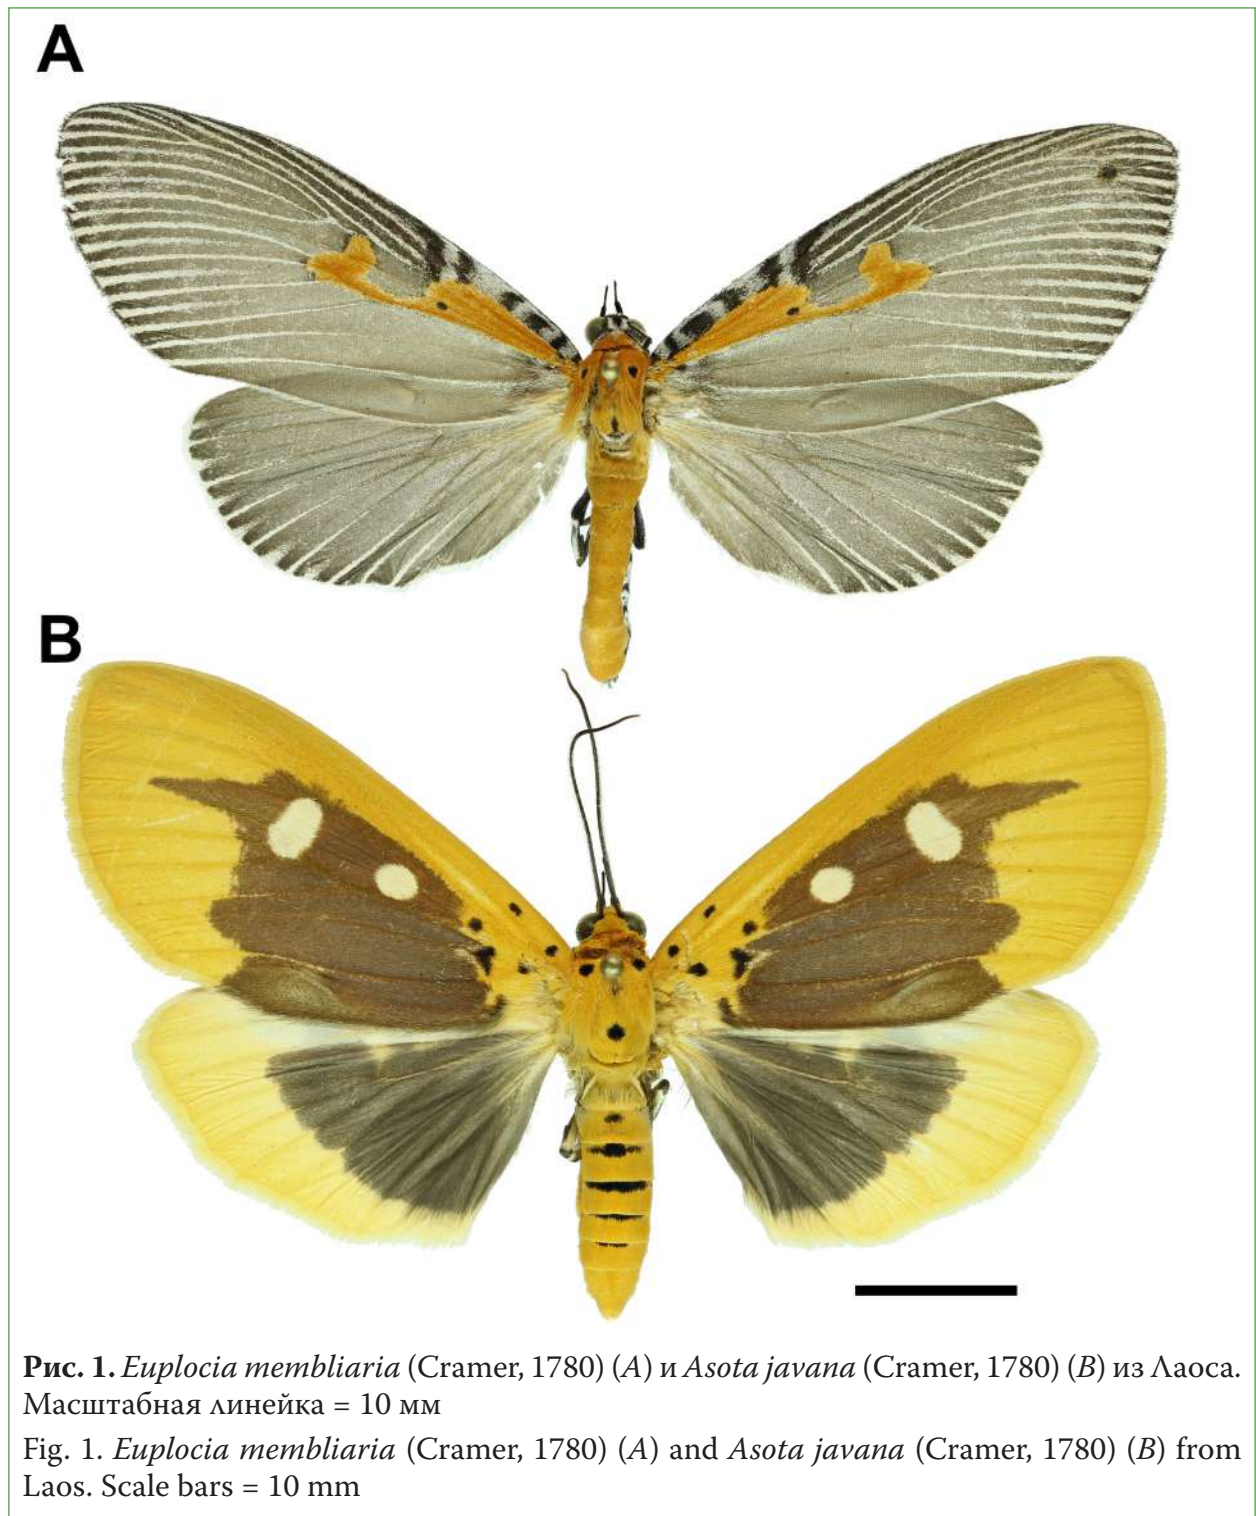 A
B
Рис. 1. Euplocia membliaria (Cramer, 1780) (A) и Asota javana (Cramer, 1780) (B) из Лаоса.
Масштабная линейка = 10 мм
Fig. 1. Euplocia membliaria (Cramer, 1780) (A) and Asota javana (Cramer, 1780) (B) from
Laos. Scale bars = 10 mm